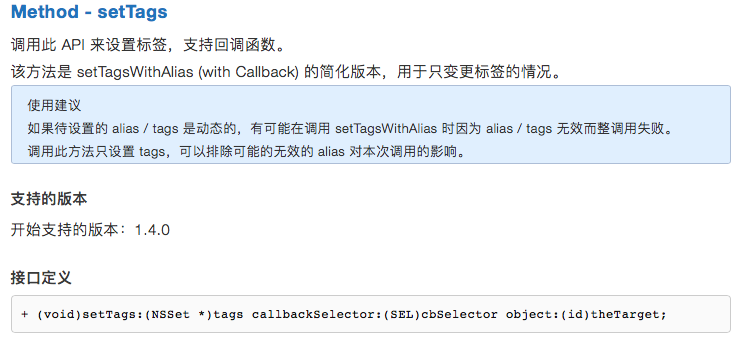 Method - setTags
调用此 API 来设置标签，支持回调函数。
该方法是 setTagsWithAlias (with Callback) 的简化版本，用于只变更标签的情况。
使用建议
如果待设置的 alias / tags 是动态的，有可能在调用 setTagsWithAlias 时因为 alias / tags 无效而整调用失败。
调用此方法只设置 tags，可以排除可能的无效的 alias 对本次调用的影响。
支持的版本
开始支持的版本：1.4.0
接口定义
+ (void)setTags:(NSSet *)tags callbackSelector:(SEL)cbSelector object:(id)theTarget;